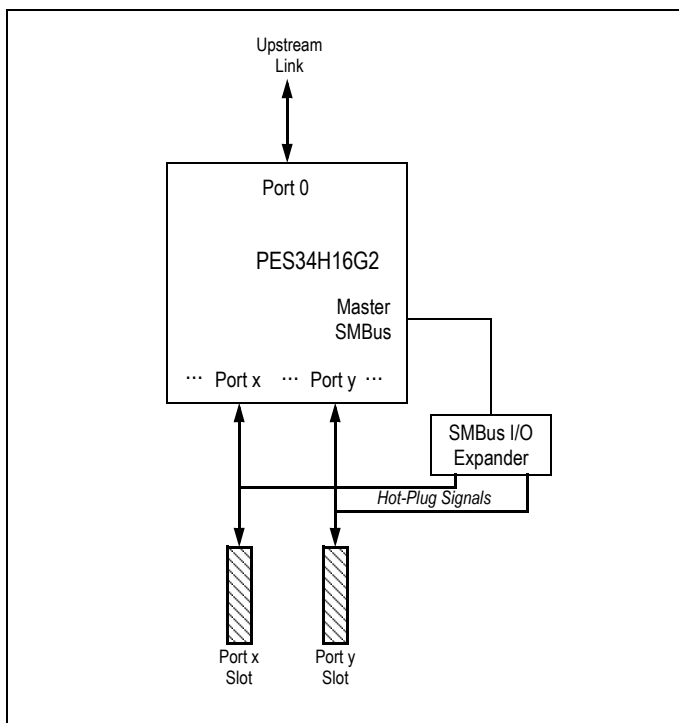 Upstream
Link
Port 0
PES34H16G2
Master
SMBus
... Port x ... Port y ...
SMBus I/O
Expander
Hot-Plug Signals
Port x
Slot
Port y
Slot